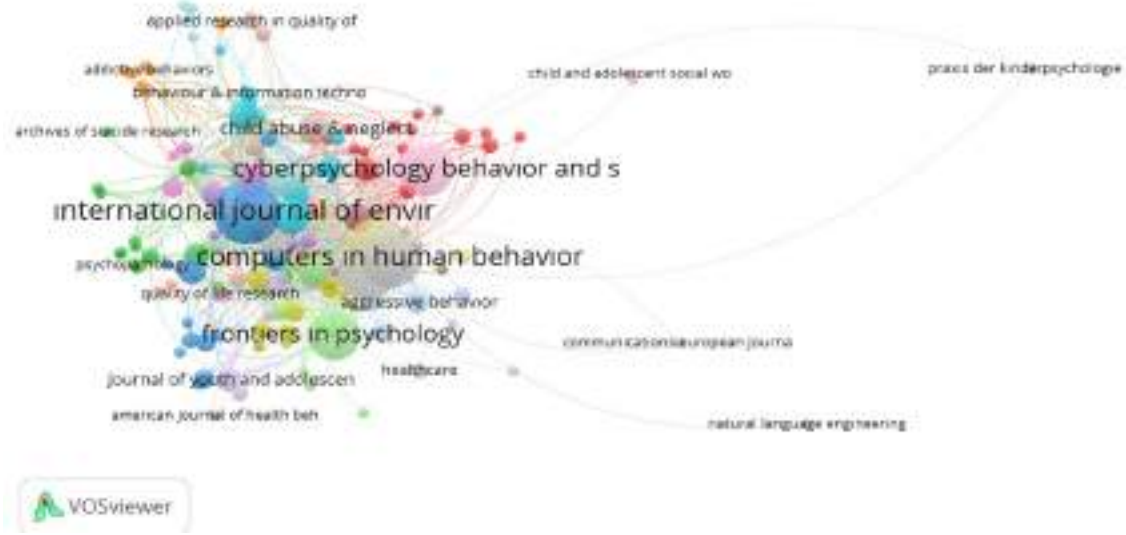 applied research in quality of
addictive behaviors
child and adolescent social wo
praxis der kinderpsychologie
behaviour & information techno
archives of suicide research
child abuse & neglect
cyberpsychology behavior and s
international journal of envir
computers in human behavior
psychopathology
quality of life research
aggressive behavior
frontiers in psychology
communications-european journa
healthcare
journal of youth and adolescen
american journal of health beh
natural language engineering
VOSviewer